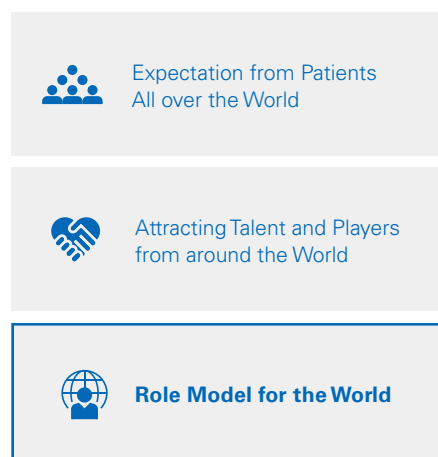 Expectation from Patients
All over the World
Attracting Talent and Players
from around the World
Role Model for the World